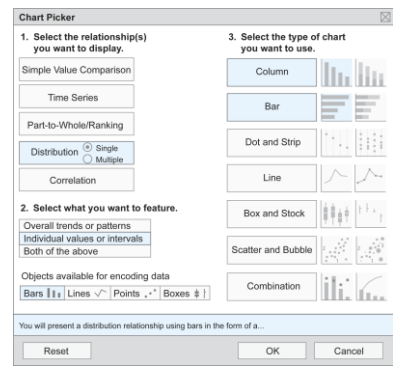 Chart Picker
1. Select the relationship(s)
you want to display.
Simple Value Comparison
Time Series
Part-to-Whole/Ranking
Distribution
Single
Multiple
Correlation
2. Select what you want to feature.
Overall trends or patterns
Individual values or intervals
Both of the above
Objects available for encoding data
Bars Lines Points Boxes
3. Select the type of chart
you want to use.
Column
Bar
Dot and Strip
Line
Box and Stock
Scatter and Bubble
Combination
You will present a distribution relationship using bars in the form of a...
Reset OK Cancel